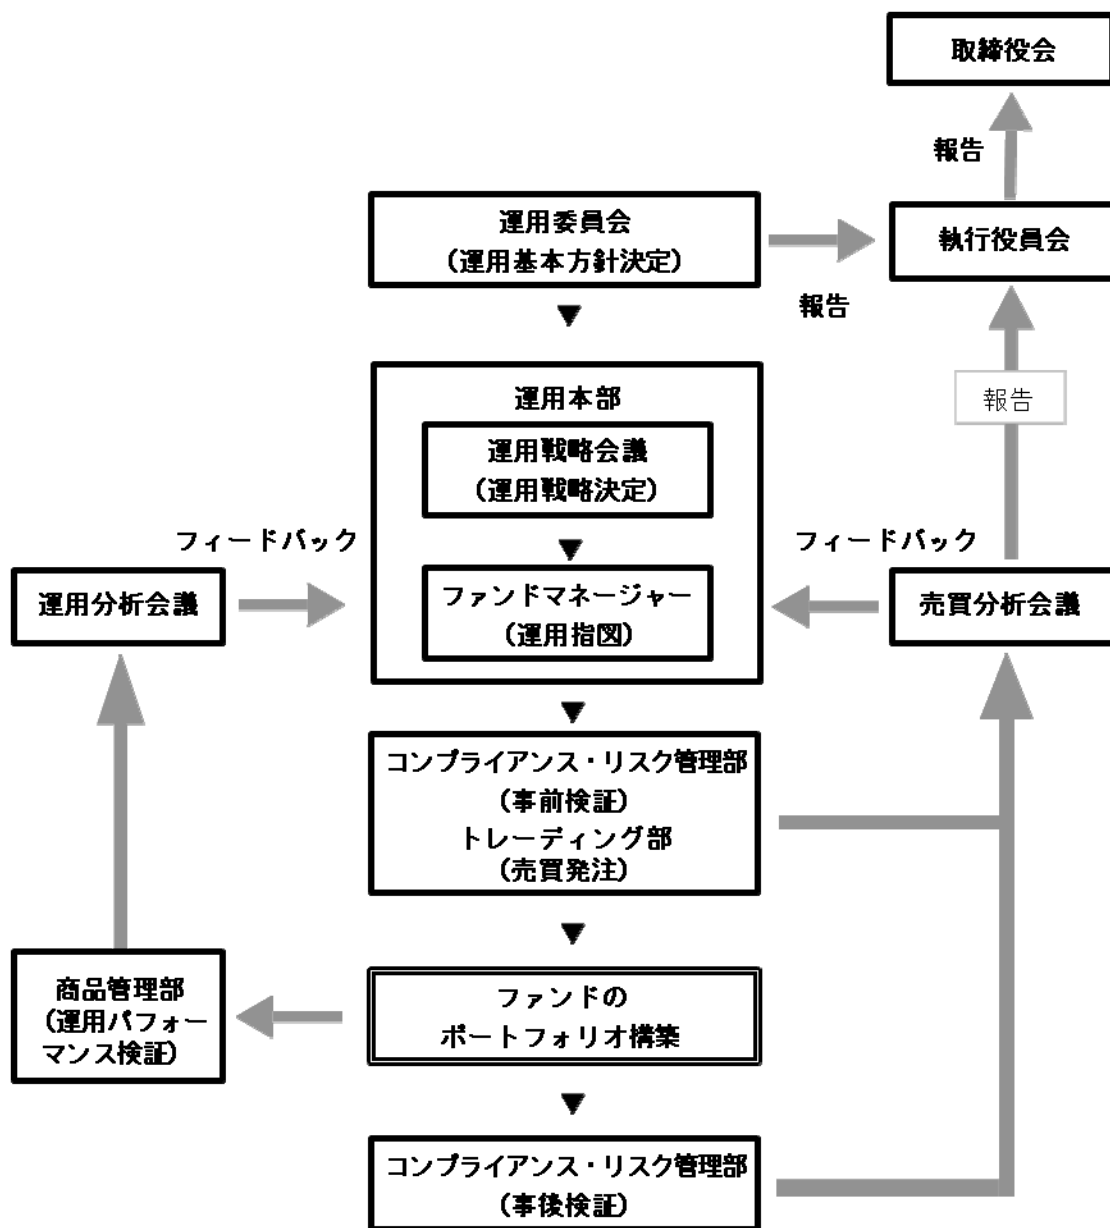 取締役会
報告
運用委員会
（運用基本方針決定）
執行役員会
報告
運用本部
報告
運用戦略会議
（運用戦略決定）
フィードバック
フィードバック
運用分析会議
ファンドマネージャー
（運用指図）
売買分析会議
コンプライアンス・リスク管理部
（事前検証）
トレーディング部
（売買発注）
商品管理部
（運用パフォー
マンス検証）
ファンドの
ポートフォリオ構築
コンプライアンス・リスク管理部
（事後検証）